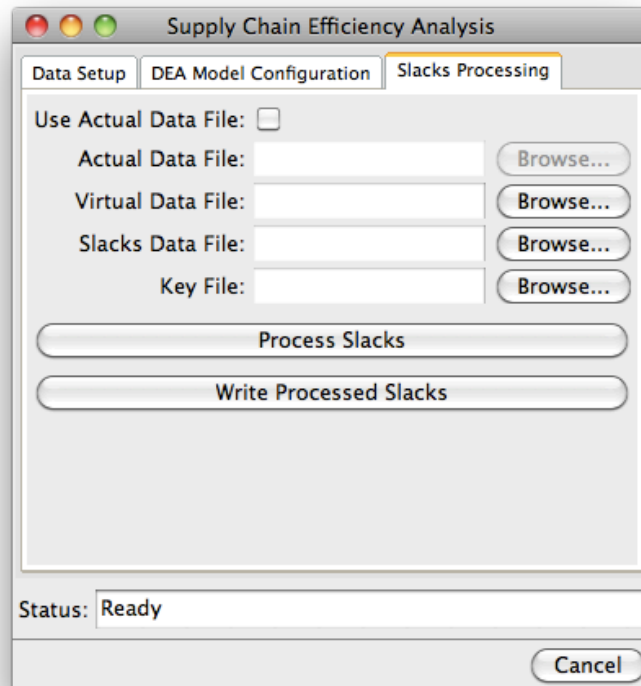 Supply Chain Efficiency Analysis
Data Setup DEA Model Configuration Slacks Processing
Use Actual Data File:
Actual Data File: Browse...
Virtual Data File: Browse...
Slacks Data File: Browse...
Key File: Browse...
Process Slacks
Write Processed Slacks
Status: Ready
Cancel